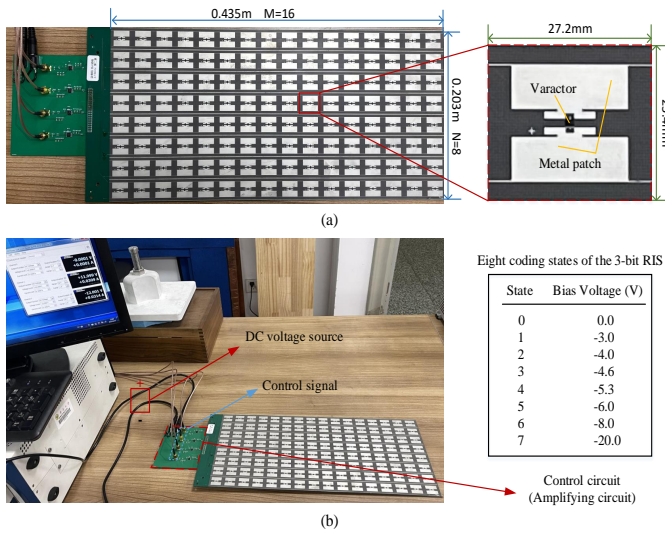 0.435m M=16
27.2mm
0.203m N=8
Varactor
Metal patch
(a)
Eight coding states of the 3-bit RIS
State Bias Voltage (V)
0 0.0
1 -3.0
2 -4.0
3 -4.6
4 -5.3
5 -6.0
6 -8.0
7 -20.0
DC voltage source
Control signal
Control circuit
(Amplifying circuit)
(b)